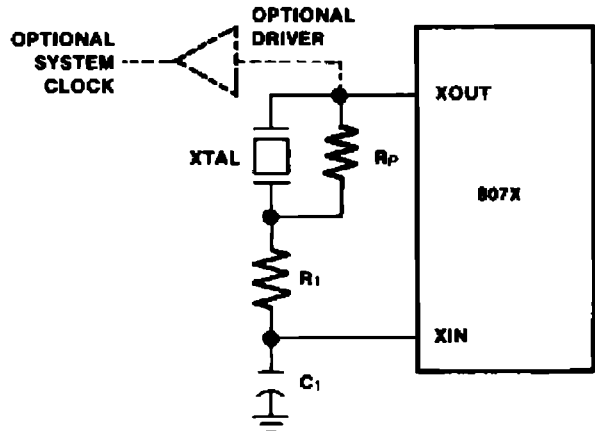 OPTIONAL
DRIVER
OPTIONAL
SYSTEM
CLOCK
XOUT
XTAL
RP
807X
R1
XIN
C1